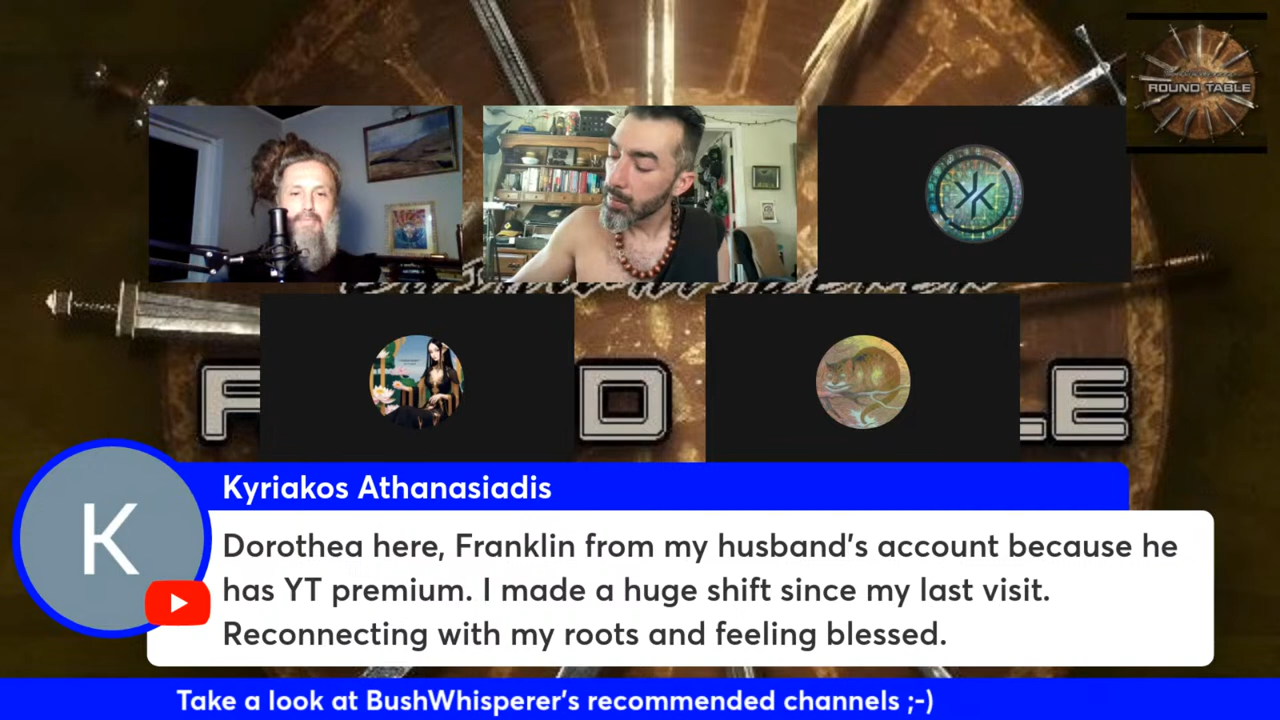 ROUND TABLE
K
Kyriakos Athanasiadis
Dorothea here, Franklin from my husband's account because he
has YT premium. I made a huge shift since my last visit.
Reconnecting with my roots and feeling blessed.
Take a look at BushWhisperer's recommended channels ;-)